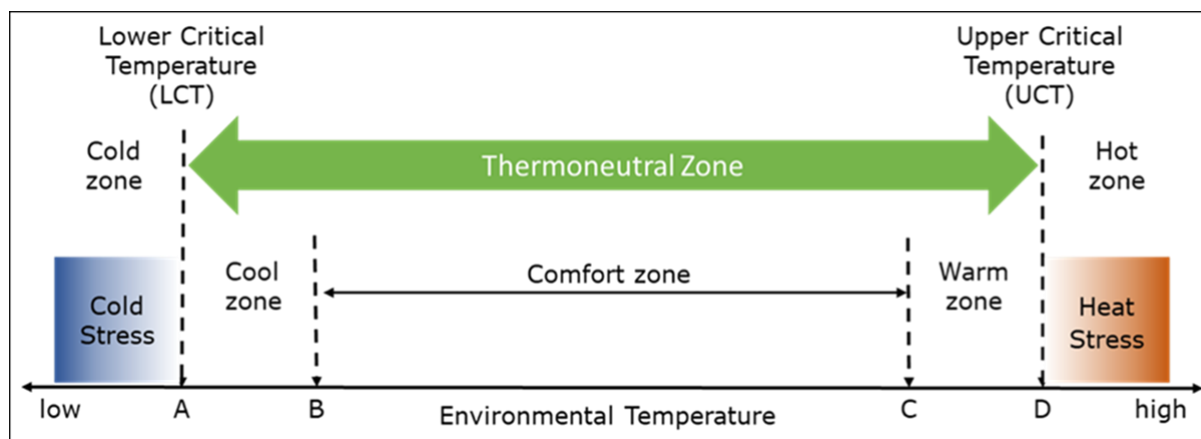 Lower Critical
Temperature
(LCT)
Upper Critical
Temperature
(UCT)
Cold
zone
Thermoneutral Zone
Hot
zone
Cold
Stress
Cool
zone
Comfort zone
Warm
zone
Heat
Stress
low
A
B
Environmental Temperature
C
D
high